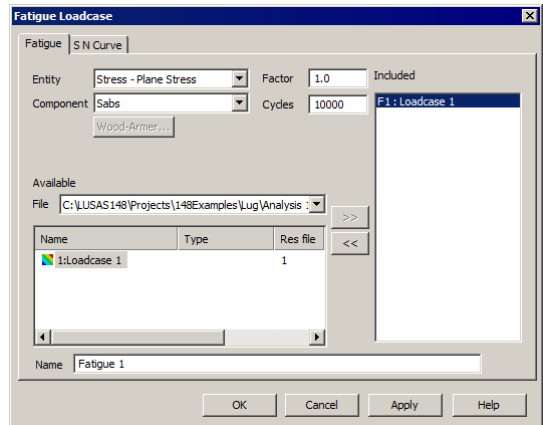 Fatigue Loadcase
Fatigue S N Curve
Entity Stress - Plane Stress Factor 1.0 Included
Component Sabs Cycles 10000 F1 : Loadcase 1
Wood-Armer...
Available
File C:\LUSAS148\Projects\148Examples\Lug\Analysis : >>
Name Type Res file <<
1:Loadcase 1 1
Name Fatigue 1
OK Cancel Apply Help